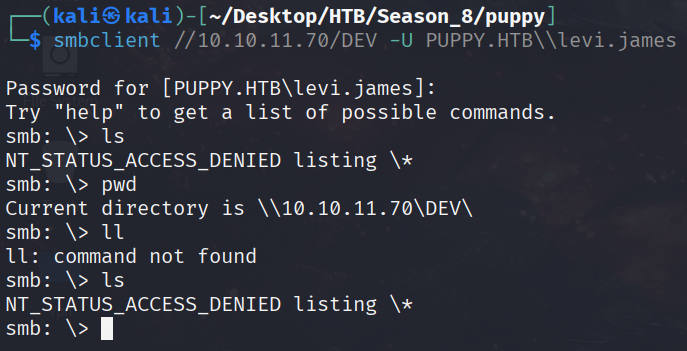 ┌──(kali㉿kali)-[~/Desktop/HTB/Season_8/puppy]
└─$ smbclient //10.10.11.70/DEV -U PUPPY.HTB\\levi.james
Password for [PUPPY.HTB\levi.james]:
Try "help" to get a list of possible commands.
smb: \> ls
NT_STATUS_ACCESS_DENIED listing \*
smb: \> pwd
Current directory is \\10.10.11.70\DEV\
smb: \> ll
ll: command not found
smb: \> ls
NT_STATUS_ACCESS_DENIED listing \*
smb: \>